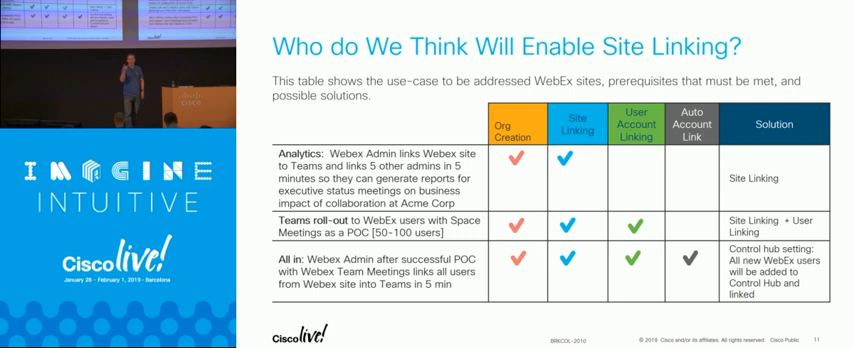 Who do We Think Will Enable Site Linking?
This table shows the use-case to be addressed WebEx sites, prerequisites that must be met, and
possible solutions.
Org
Creation
Site
Linking
User
Account
Linking
Auto
Account
Link
Solution
Analytics: Webex Admin links Webex site
to Teams and links 5 other admins in 5
minutes so they can generate reports for
executive status meetings on business
impact of collaboration at Acme Corp
Site Linking
Teams roll-out to WebEx users with Space
Meetings as a POC [50-100 users]
Site Linking + User
Linking
All in: Webex Admin after successful POC
with Webex Team Meetings links all users
from Webex site into Teams in 5 min
Control hub setting:
All new WebEx users
will be added to
Control Hub and
linked
IMAGINE
INTUITIVE
Cisco live!
January 28 - February 1, 2019 - Barcelona
Cisco live!
BRKCOL-2010
© 2019 Cisco and/or its affiliates. All rights reserved. Cisco Public
11